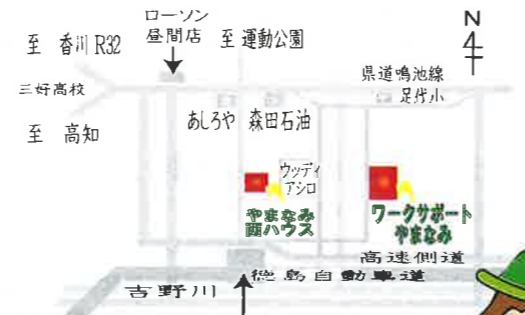 ローソン
昼間店
至 香川 R32
至 運動公園
N
三好高校
県道鳴池線
足代小
至 高知
あしろや 森田石油
ウッディ
アシロ
やまなみ
菌ハウス
ワークサポート
やまなみ
高速側道
徳島自動車道
吉野川